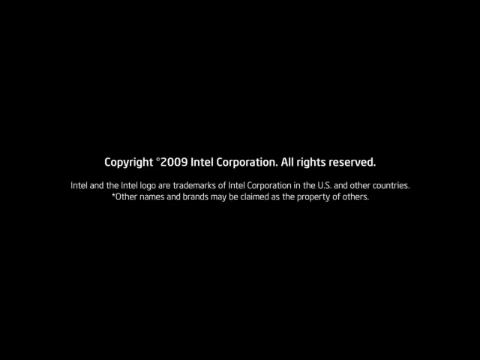 Copyright ©2009 Intel Corporation. All rights reserved.
Intel and the Intel logo are trademarks of Intel Corporation in the U.S. and other countries.
*Other names and brands may be claimed as the property of others.